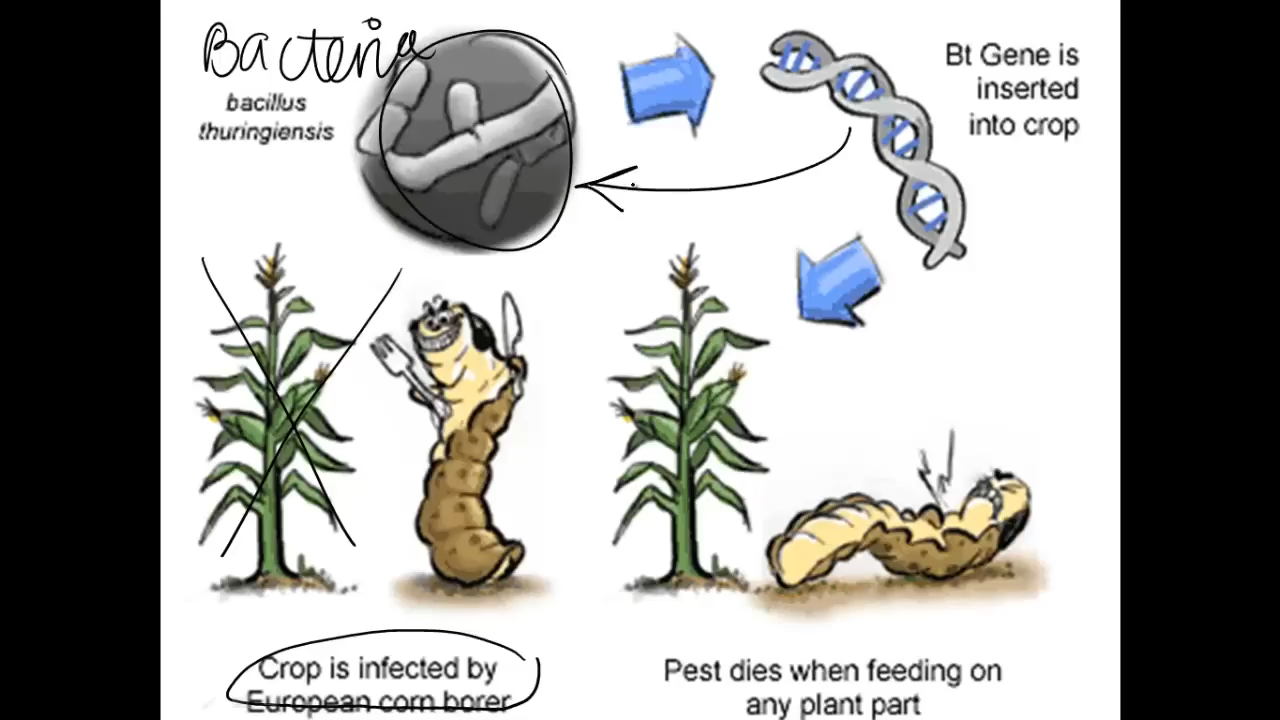 Bacteria
bacillus
thuringiensis
Bt Gene is
inserted
into crop
Crop is infected by
European corn borer
Pest dies when feeding on
any plant part